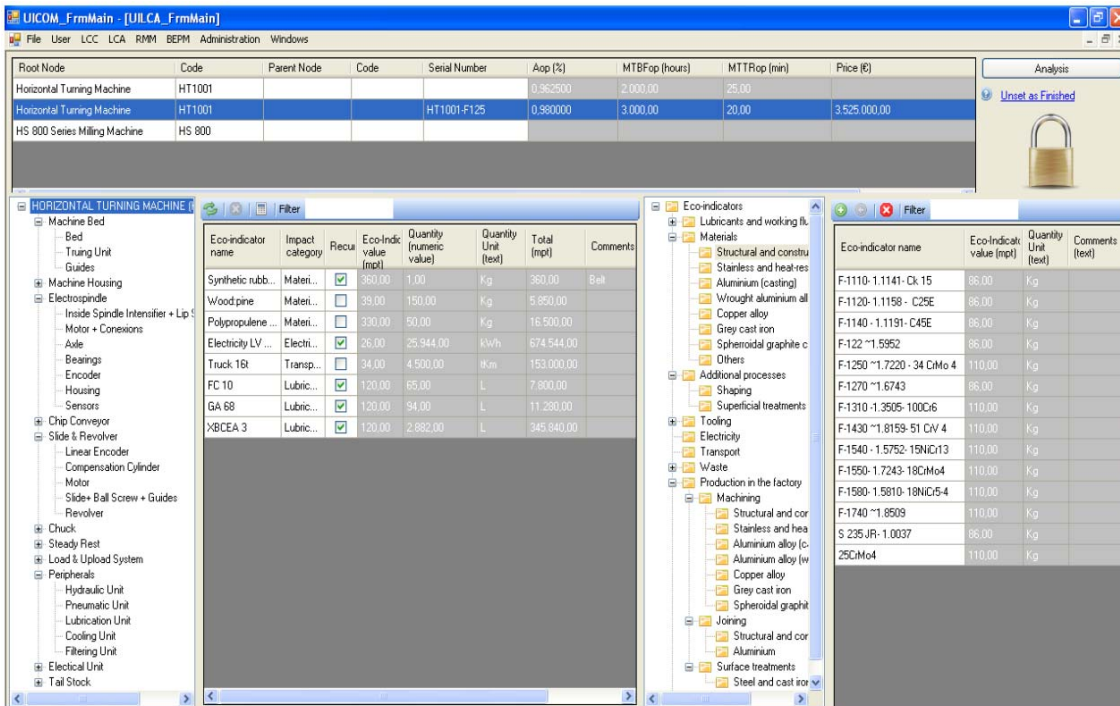 UICOM_FrmMain - [UILCA_FrmMain]
File User LCC LCA RMM BEPM Administration Windows
Root Node Code Parent Node Code Serial Number Aop (%) MTBFop (hours) MTTRop (min) Price (€)
Horizontal Turning Machine HT1001 0,962500 2.000,00 25,00
Horizontal Turning Machine HT1001 HT1001-F125 0,980000 3.000,00 20,00 3.525.000,00
HS 800 Series Milling Machine HS 800
Analysis
Unset as Finished
HORIZONTAL TURNING MACHINE (
Machine Bed
Bed
Truing Unit
Guides
Machine Housing
Electrospindle
Inside Spindle Intensifier + Lip S
Motor + Conexions
Axle
Bearings
Encoder
Housing
Sensors
Chip Conveyor
Slide & Revolver
Linear Encoder
Compensation Cylinder
Motor
Slide+ Ball Screw + Guides
Revolver
Chuck
Steady Rest
Load & Upload System
Peripherals
Hydraulic Unit
Pneumatic Unit
Lubrication Unit
Cooling Unit
Filtering Unit
Electical Unit
Tail Stock
Filter
Eco-indicator name Impact category Recui Eco-Indic value (mpt) Quantity (numeric value) Quantity Unit (text) Total (mpt) Comments
Synthetic rubb... Materi... 360,00 1,00 Kg 360,00 Belt
Wood:pine Materi... 39,00 150,00 Kg 5.850,00
Polypropulene ... Materi... 330,00 50,00 Kg 16.500,00
Electricity LV ... Electri... 26,00 25.944,00 kWh 674.544,00
Truck 16t Transp... 34,00 4.500,00 tKm 153.000,00
FC 10 Lubric... 120,00 65,00 L 7.800,00
GA 68 Lubric... 120,00 94,00 L 11.280,00
XBCEA 3 Lubric... 120,00 2.882,00 L 345.840,00
Eco-indicators
Lubricants and working flu
Materials
Structural and constru
Stainless and heat-res
Aluminium (casting)
Wrought aluminium all
Copper alloy
Grey cast iron
Spherroidal graphite c
Others
Additional processes
Shaping
Superficial treatments
Tooling
Electricity
Transport
Waste
Production in the factory
Machining
Structural and cor
Stainless and hea
Aluminium alloy (c
Aluminium alloy (w
Copper alloy
Grey cast iron
Spheroidal graphit
Joining
Structural and cor
Aluminium
Surface treatments
Steel and cast iror
Filter
Eco-indicator name Eco-Indicato value (mpt) Quantity Unit (text) Comments (text)
F-1110- 1.1141- Ck 15 86,00 Kg
F-1120- 1.1158 - C25E 86,00 Kg
F-1140 - 1.1191- C45E 86,00 Kg
F-122 ~1.5952 86,00 Kg
F-1250 ~1.7220 - 34 CrMo 4 110,00 Kg
F-1270 ~1.6743 86,00 Kg
F-1310 -1.3505- 100Cr6 110,00 Kg
F-1430 ~1.8159- 51 CrV 4 110,00 Kg
F-1540 - 1.5752- 15NiCr13 110,00 Kg
F-1550- 1.7243- 18CrMo4 110,00 Kg
F-1580- 1.5810- 18NiCr5-4 110,00 Kg
F-1740 ~1.8509 110,00 Kg
S 235 JR- 1.0037 86,00 Kg
25CrMo4 110,00 Kg